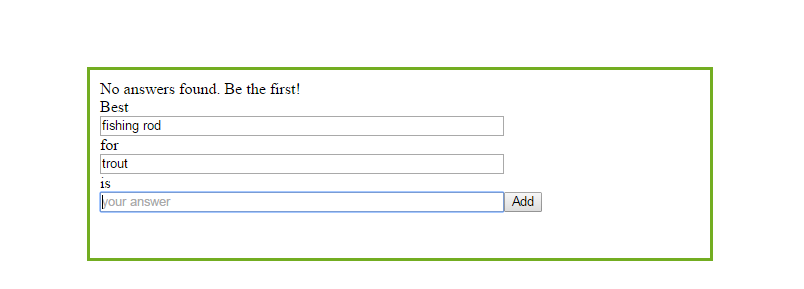 No answers found. Be the first!
Best
fishing rod
for
trout
is
your answer Add